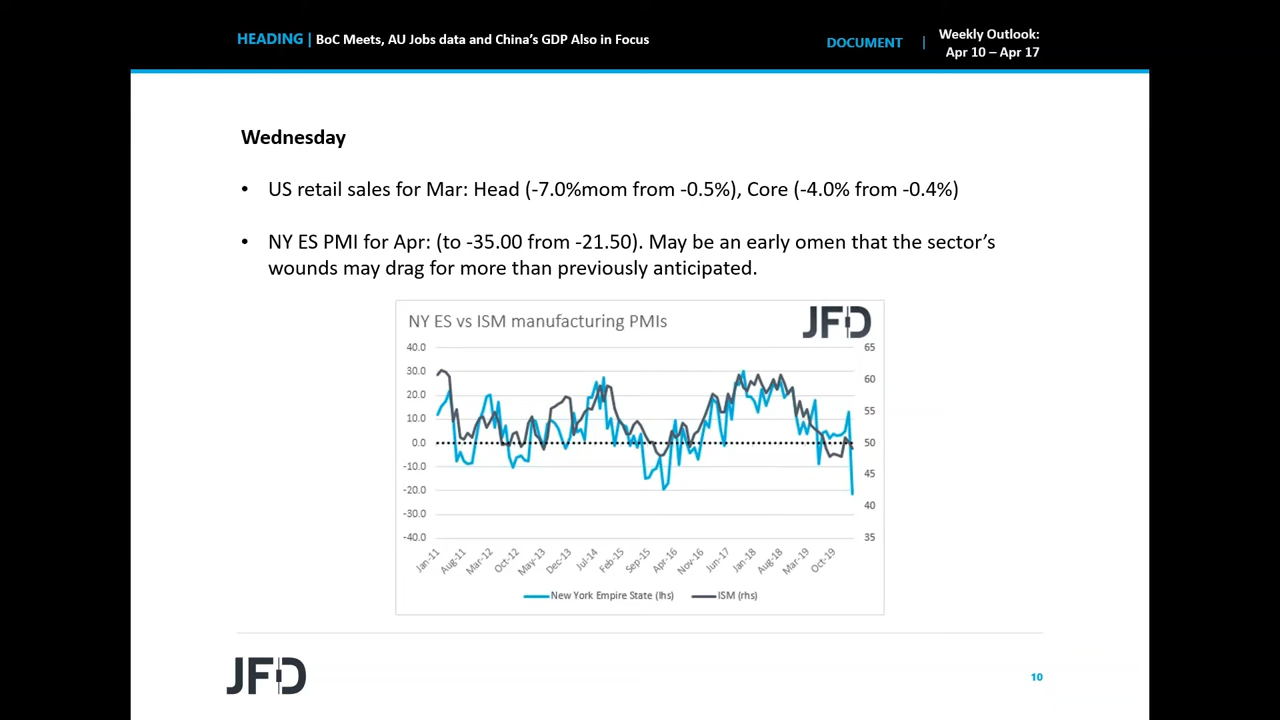 HEADING | BoC Meets, AU Jobs data and China's GDP Also in Focus
DOCUMENT | Weekly Outlook:
Apr 10 – Apr 17
Wednesday
• US retail sales for Mar: Head (-7.0%mom from -0.5%), Core (-4.0% from -0.4%)
• NY ES PMI for Apr: (to -35.00 from -21.50). May be an early omen that the sector's
wounds may drag for more than previously anticipated.
NY ES vs ISM manufacturing PMIs
JFD
40.0 65
30.0 60
20.0 55
10.0 50
0.0 45
-10.0 40
-20.0 35
-30.0
-40.0
Jan-11 Aug-11 Mar-12 Oct-12 May-13 Dec-13 Jul-14 Feb-15 Sep-15 Apr-16 Nov-16 Jun-17 Jan-18 Aug-18 Mar-19 Oct-19
New York Empire State (lhs) ISM (rhs)
JFD
10